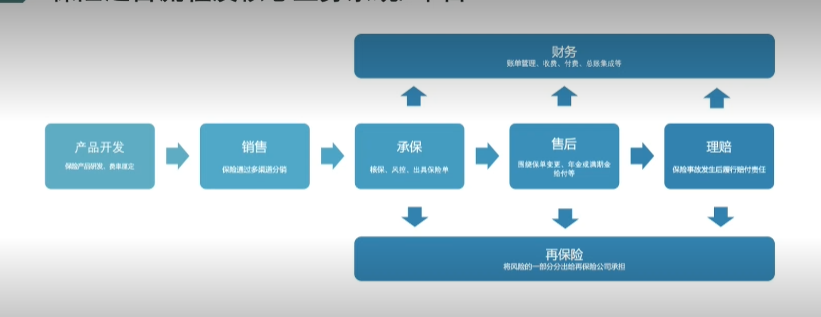 财务
账单管理、收费、付费、总账集成等
产品开发
保险产品研发、费率厘定
销售
保险通过多渠道分销
承保
核保、风控、出具保险单
售后
围绕保单变更、年金或满期金
给付等
理赔
保险事故发生后履行赔付责任
再保险
将风险的一部分分出给再保险公司承担